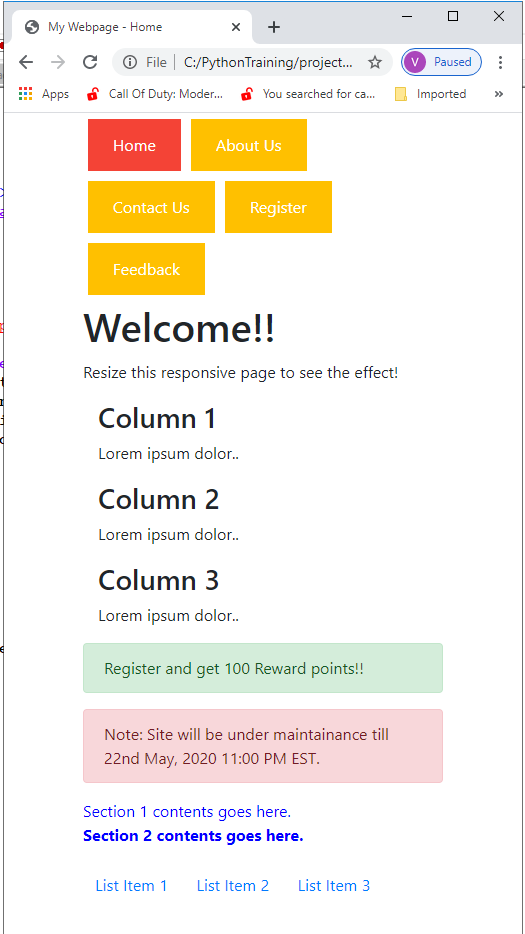 My Webpage - Home
File C:/PythonTraining/project... V Paused
Apps Call Of Duty: Moder... You searched for ca... Imported »
Home About Us
Contact Us Register
Feedback
Welcome!!
Resize this responsive page to see the effect!
Column 1
Lorem ipsum dolor..
Column 2
Lorem ipsum dolor..
Column 3
Lorem ipsum dolor..
Register and get 100 Reward points!!
Note: Site will be under maintainance till
22nd May, 2020 11:00 PM EST.
Section 1 contents goes here.
Section 2 contents goes here.
List Item 1 List Item 2 List Item 3